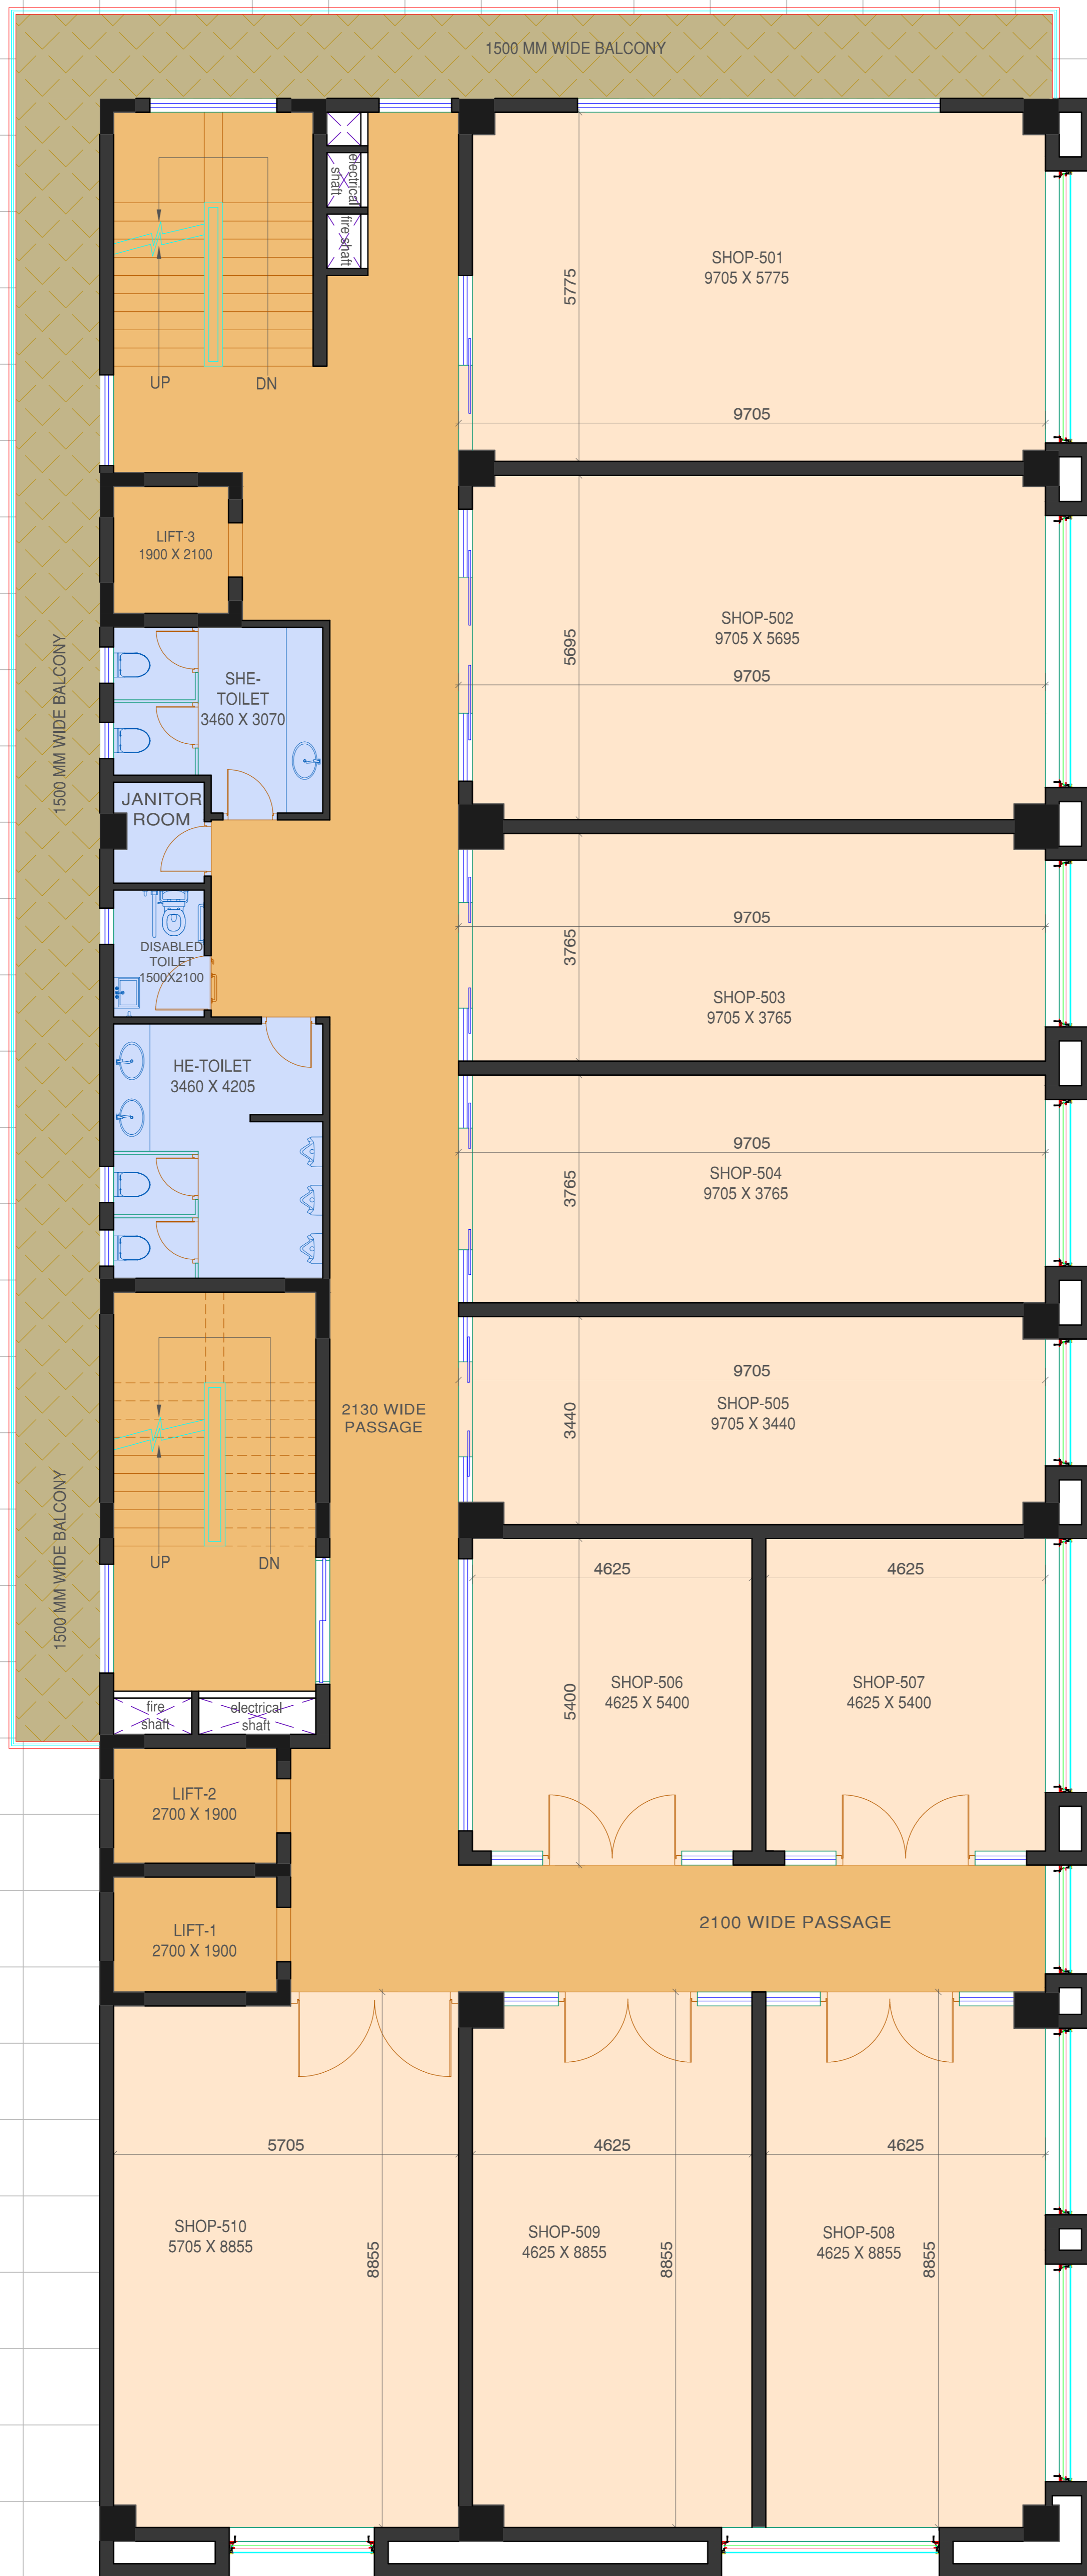 1500 MM WIDE BALCONY
electrical
shaft
fire shaft
SHOP-501
9705 X 5775
5775
UP
DN
9705
LIFT-3
1900 X 2100
SHOP-502
9705 X 5695
5695
9705
1500 MM WIDE BALCONY
SHE-
TOILET
3460 X 3070
JANITOR
ROOM
9705
3765
DISABLED
TOILET
1500X2100
SHOP-503
9705 X 3765
HE-TOILET
3460 X 4205
9705
3765
SHOP-504
9705 X 3765
9705
2130 WIDE
PASSAGE
3440
SHOP-505
9705 X 3440
1500 MM WIDE BALCONY
UP
DN
4625
4625
SHOP-506
4625 X 5400
SHOP-507
4625 X 5400
5400
fire
shaft
electrical
shaft
LIFT-2
2700 X 1900
2100 WIDE PASSAGE
LIFT-1
2700 X 1900
5705
4625
4625
SHOP-510
5705 X 8855
8855
SHOP-509
4625 X 8855
8855
SHOP-508
4625 X 8855
8855